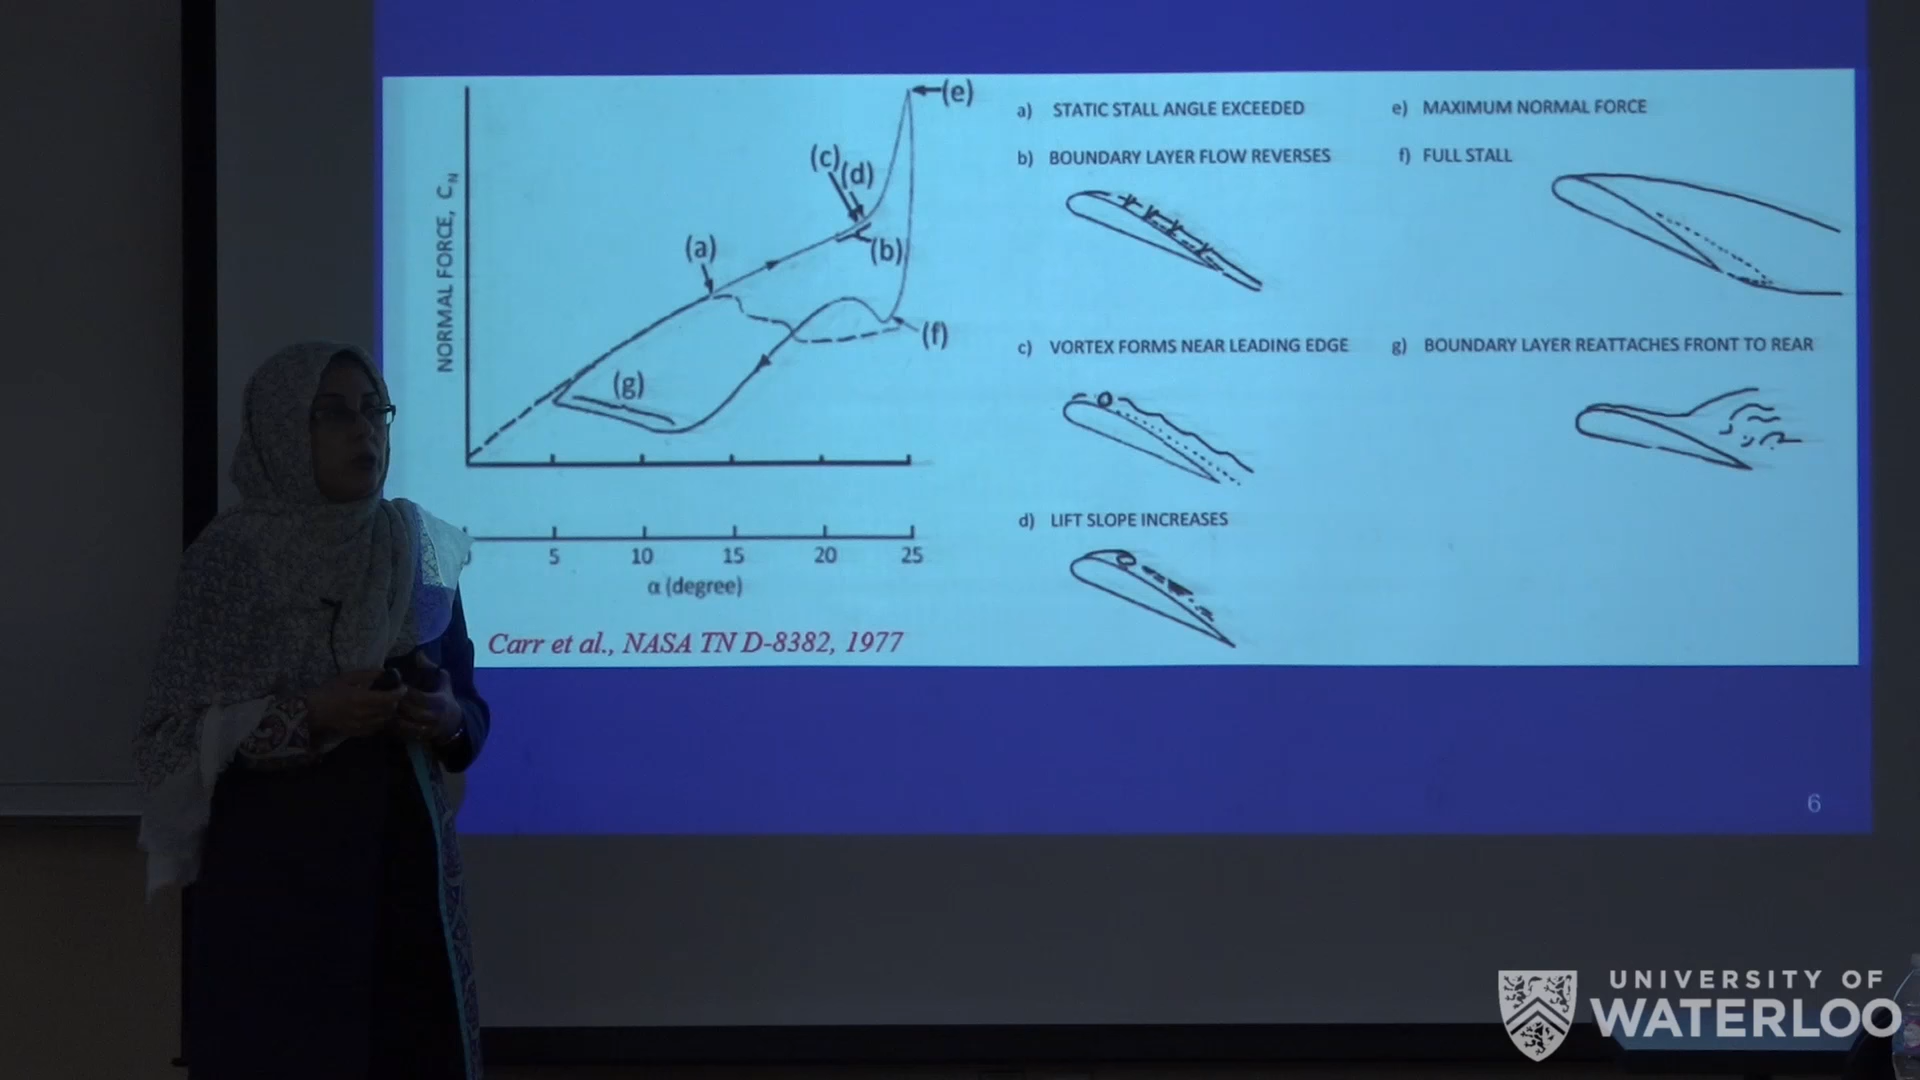 NORMAL FORCE, C_N
(a)
(b)
(c)
(d)
(e)
(f)
(g)
5 10 15 20 25
α (degree)
Carr et al., NASA TN D-8382, 1977
a) STATIC STALL ANGLE EXCEEDED
b) BOUNDARY LAYER FLOW REVERSES
c) VORTEX FORMS NEAR LEADING EDGE
d) LIFT SLOPE INCREASES
e) MAXIMUM NORMAL FORCE
f) FULL STALL
g) BOUNDARY LAYER REATTACHES FRONT TO REAR
6
UNIVERSITY OF
WATERLOO